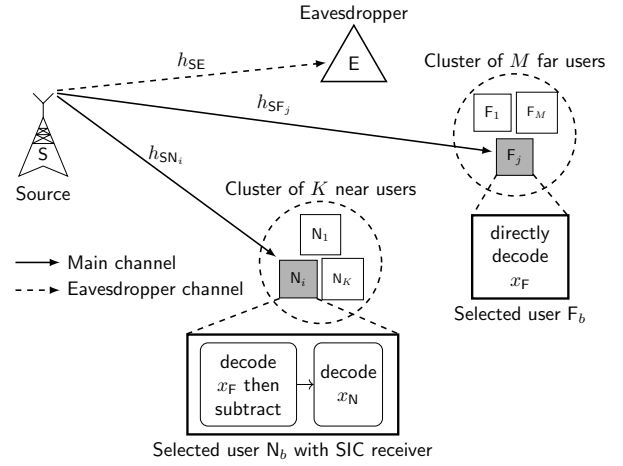 Eavesdropper
E
h_SE
Cluster of M far users
F_1
F_M
F_j
h_SF_j
S
Source
h_SN_i
Cluster of K near users
N_1
N_i
N_K
directly
decode
x_F
Selected user F_b
Main channel
Eavesdropper channel
decode
x_F then
subtract
decode
x_N
Selected user N_b with SIC receiver